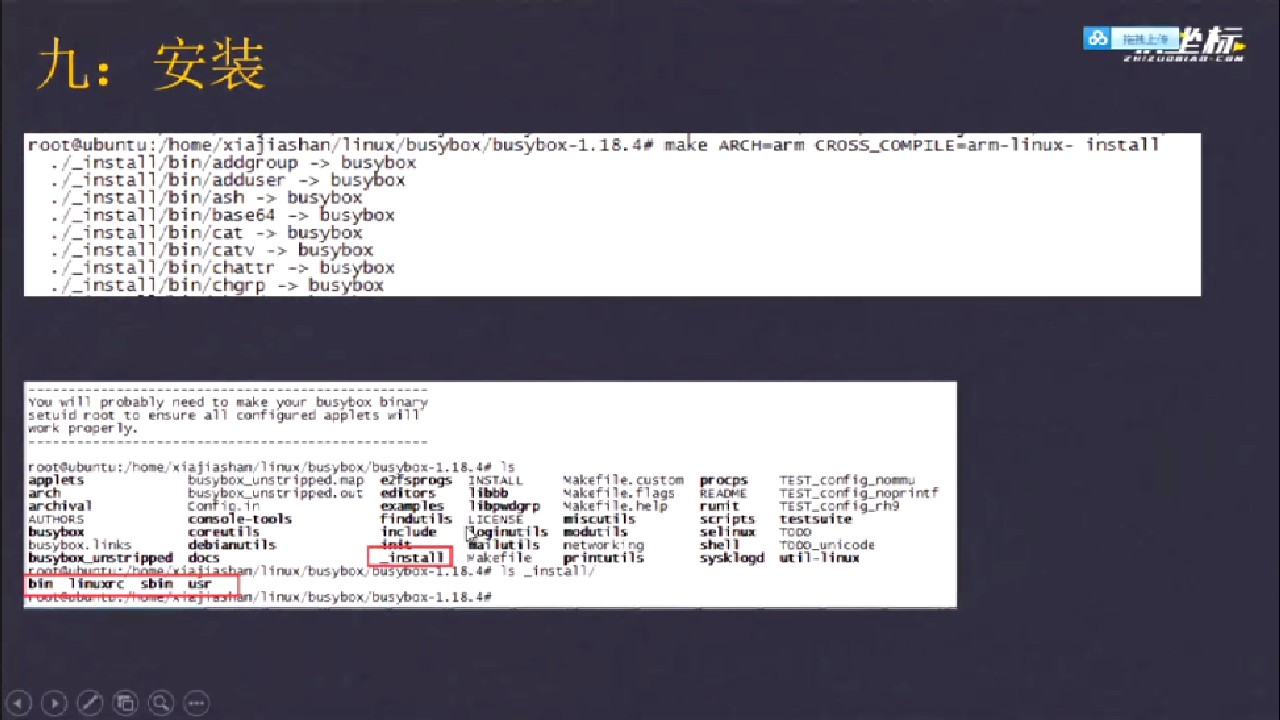 九：安装
拖拽上传
坐标
ZHIZUOBIAO.COM
root@ubuntu:/home/xiajiashan/linux/busybox/busybox-1.18.4# make ARCH=arm CROSS_COMPILE=arm-linux- install
./_install/bin/addgroup -> busybox
./_install/bin/adduser -> busybox
./_install/bin/ash -> busybox
./_install/bin/base64 -> busybox
./_install/bin/cat -> busybox
./_install/bin/catv -> busybox
./_install/bin/chattr -> busybox
./_install/bin/chgrp -> busybox
--------------------------------------------------
You will probably need to make your busybox binary
setuid root to ensure all configured applets will
work properly.
--------------------------------------------------
root@ubuntu:/home/xiajiashan/linux/busybox/busybox-1.18.4# ls
applets busybox_unstripped.map e2fsprogs INSTALL Makefile.custom procps TEST_config_nommu
arch busybox_unstripped.out editors libbb Makefile.flags README TEST_config_noprintf
archival Config.in examples libpwdgrp Makefile.help runit TEST_config_rh9
AUTHORS console-tools findutils LICENSE miscutils scripts testsuite
busybox coreutils include loginutils modutils selinux TODO
busybox.links debianutils init mailutils networking shell TODO_unicode
busybox_unstripped docs _install Makefile printutils sysklogd util-linux
root@ubuntu:/home/xiajiashan/linux/busybox/busybox-1.18.4# ls _install/
bin linuxrc sbin usr
root@ubuntu:/home/xiajiashan/linux/busybox/busybox-1.18.4#